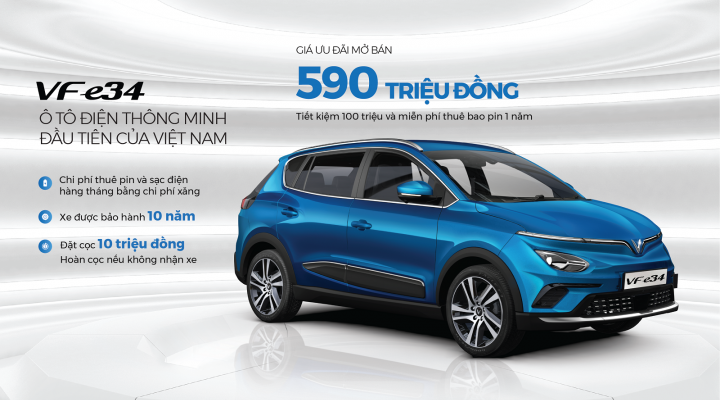 VF-e34
Ô TÔ ĐIỆN THÔNG MINH
ĐẦU TIÊN CỦA VIỆT NAM
Chi phí thuê pin và sạc điện
hàng tháng bằng chi phí xăng
Xe được bảo hành 10 năm
Đặt cọc 10 triệu đồng
Hoàn cọc nếu không nhận xe
GIÁ ƯU ĐÃI MỞ BÁN
590 TRIỆU ĐỒNG
Tiết kiệm 100 triệu và miễn phí thuê bao pin 1 năm
VF-e34